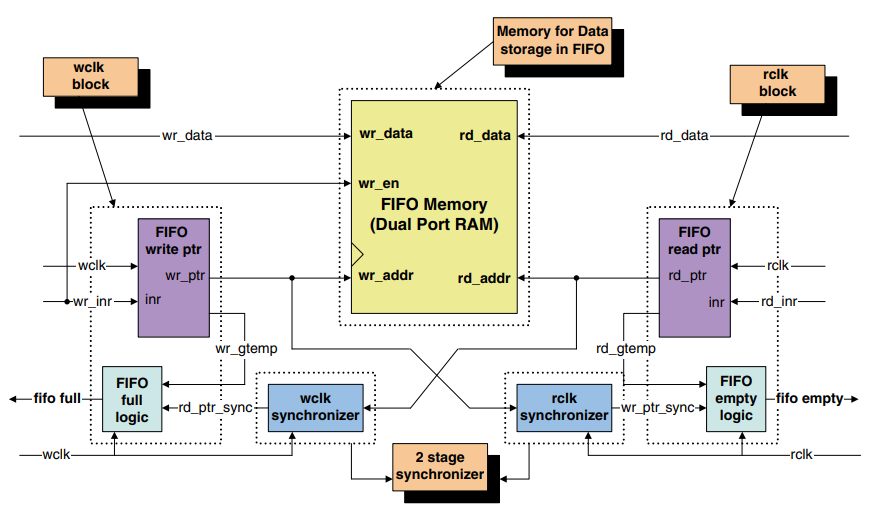 Memory for Data
storage in FIFO
wclk
block
rclk
block
wr_data
wr_data
rd_data
rd_data
wr_en
FIFO Memory
(Dual Port RAM)
FIFO
write ptr
FIFO
read ptr
wclk
wr_ptr
wr_addr
rd_addr
rd_ptr
rclk
wr_inr
inr
inr
rd_inr
wr_gtemp
rd_gtemp
fifo full
FIFO
full
logic
rd_ptr_sync
wclk
synchronizer
rclk
synchronizer
wr_ptr_sync
FIFO
empty
logic
fifo empty
wclk
2 stage
synchronizer
rclk